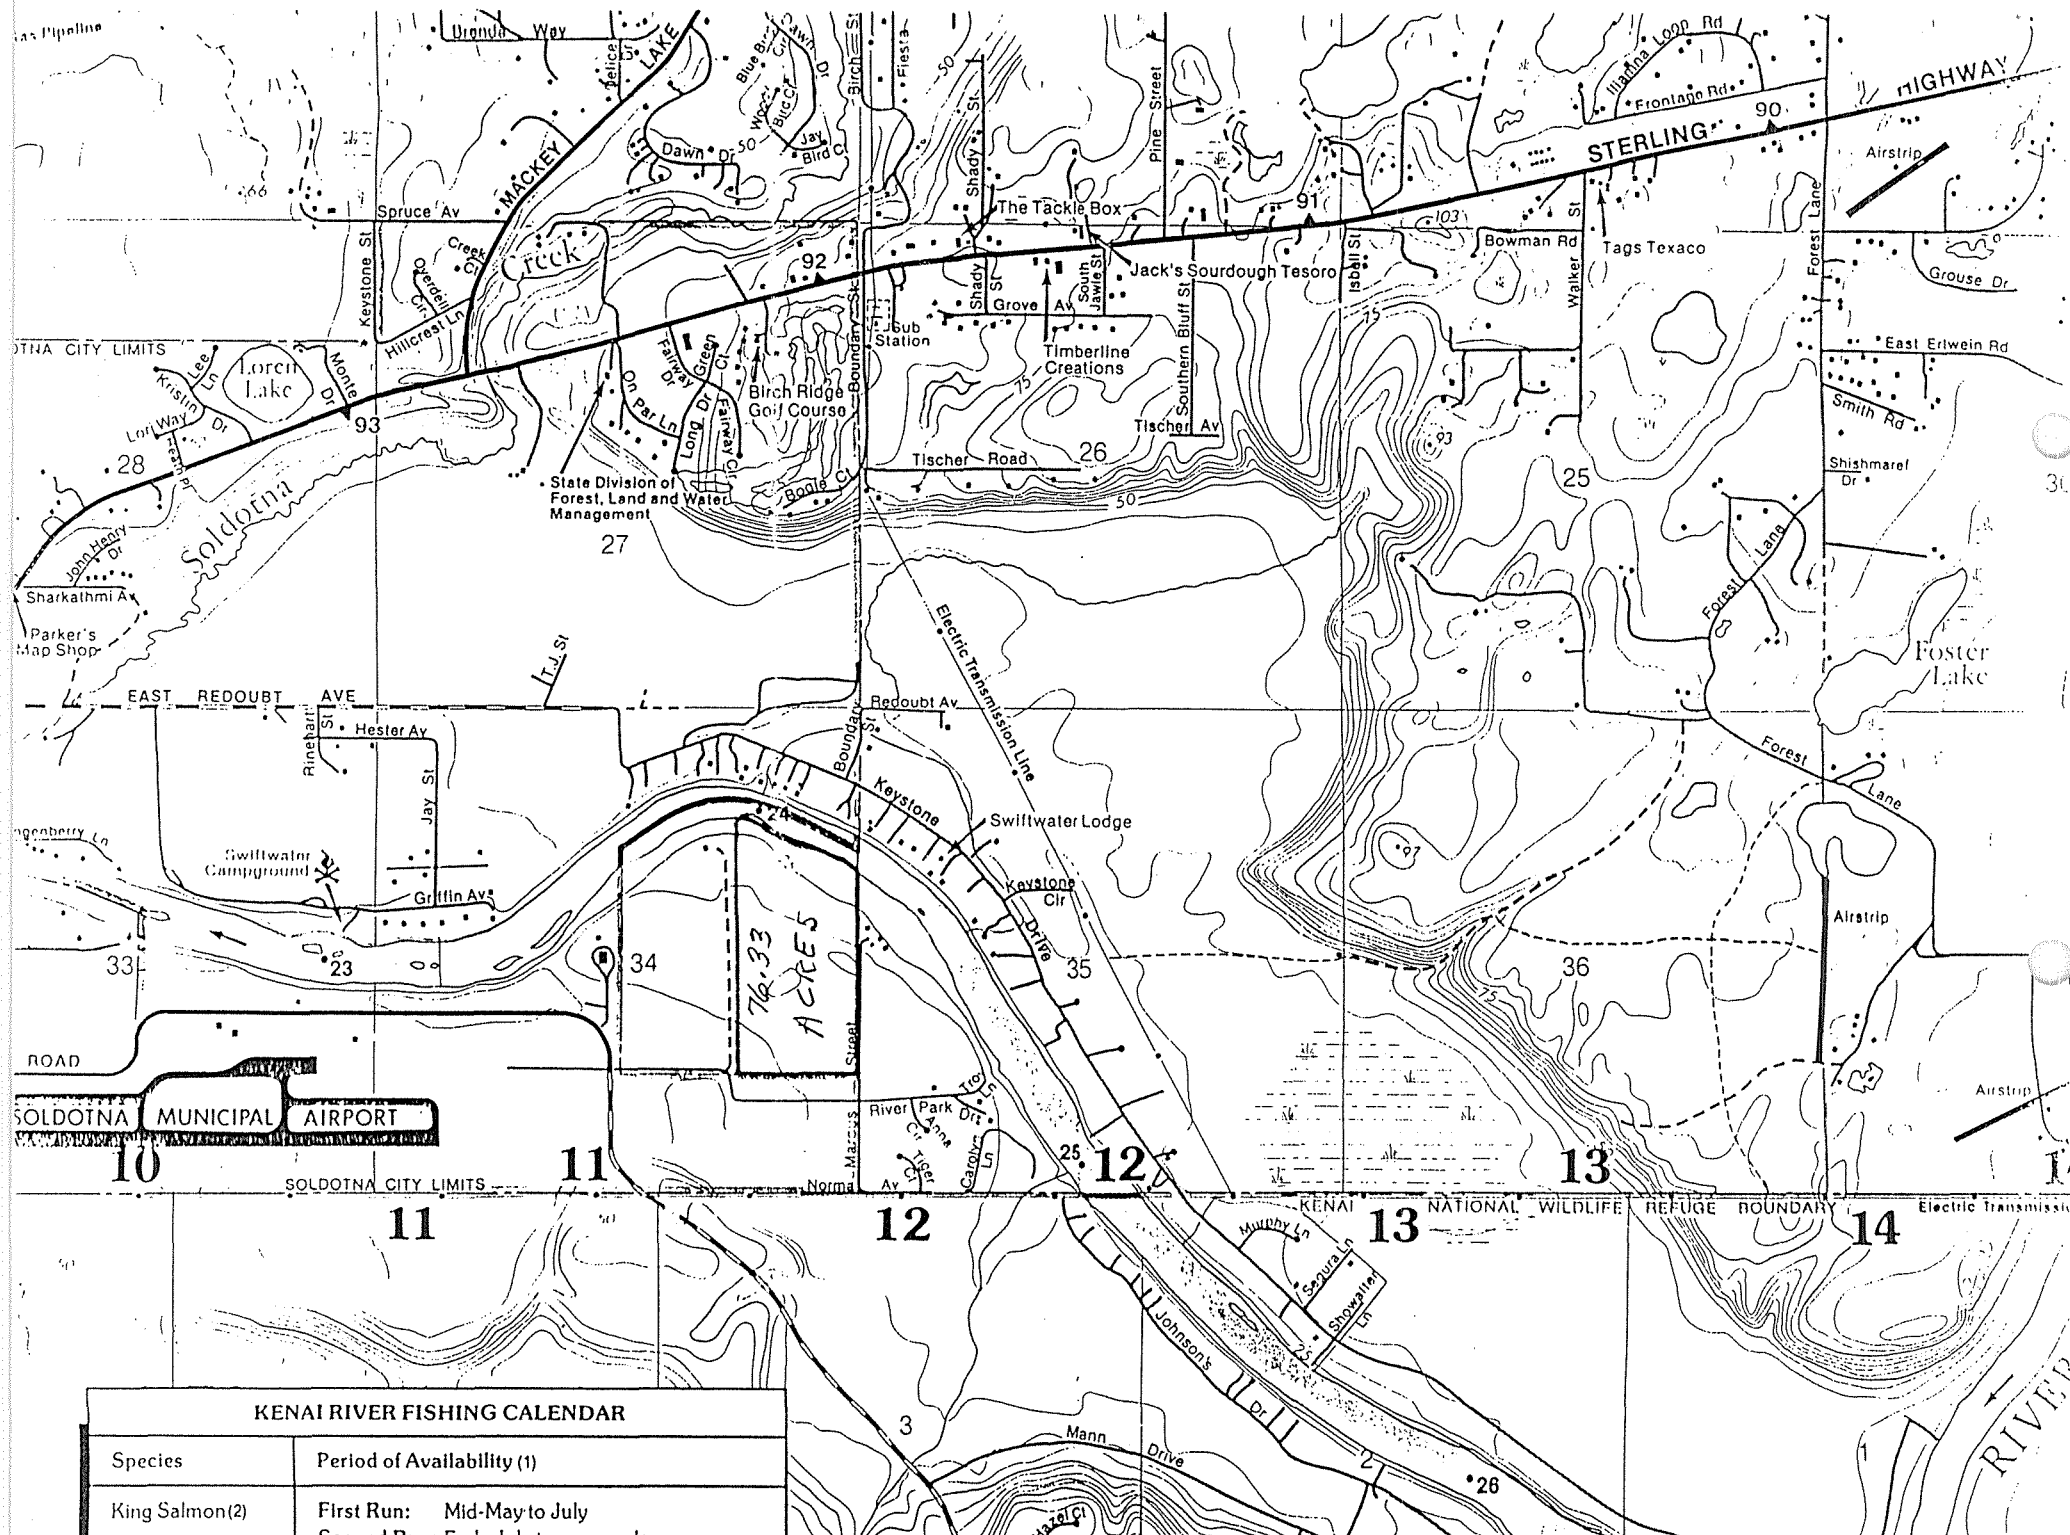 Gas Pipeline
Way
MACKEY LAKE
Blue Bird Cir
Dawn Dr
Wood Bird Ct
Jay Bird C
Dawn Dr
50
Birch St
Fiesta
50
Shady St
Pine Street
Iliamna Loop Rd
Frontage Rd
90
STERLING HIGHWAY
Airstrip
66
Spruce Av
Keystone St
Creek Ct
Overdell Cir
Hillcrest Ln
Creek
92
The Tackle Box
Jack's Sourdough Tesoro
91
103
Bowman Rd
Walker St
Tags Texaco
Forest Lane
Grouse Dr
Isbell St
Shady St
South Jawle St
Grove Av
Southern Bluff St
Sub Station
Timberline Creations
75
75
OTNA CITY LIMITS
Lee Ln
Kristin Dr
Loren Lake
Monte Dr
93
Lori Way
Heath Pl
28
Fairway Dr
Green Ct
On Par Ln
Long Dr
Fairway Cir
Birch Ridge
Golf Course
Boundary St
Bogie Ct
East Erlwein Rd
Smith Rd
Tischer Av
Tischer Road
26
93
25
Shishmaref Dr
50
State Division of
Forest, Land and Water
Management
27
Soldotna
John Henry Dr
Sharkathmi Av
Parker's
Map Shop
Electric Transmission Line
Forest Lane
Foster
Lake
T.J. St
EAST REDOUBT AVE
Redoubt Av
Rinehart St
Hester Av
Jay St
Boundary St
Forest Lane
Keystone
Swiftwater Lodge
24
97
Swiftwater
Campground
Griffin Av
Keystone Cir
Drive
Airstrip
33
23
34
76.33
ACRES
35
36
75
Street
ROAD
SOLDOTNA MUNICIPAL AIRPORT
River Park Dr
Anna Cir
Tiger Ct
Carolyn Ln
Marcus
Airstrip
10
11
25
12
13
SOLDOTNA CITY LIMITS
Norma Av
KENAI NATIONAL WILDLIFE REFUGE BOUNDARY
11
50
12
13
14
Murphy Ln
Segura Ln
Showalter Ln
25
Johnson's Dr
3
Mann Drive
2
26
1
RIVER
Hazel Ct
KENAI RIVER FISHING CALENDAR
Species Period of Availability (1)
King Salmon(2) First Run: Mid-May to July